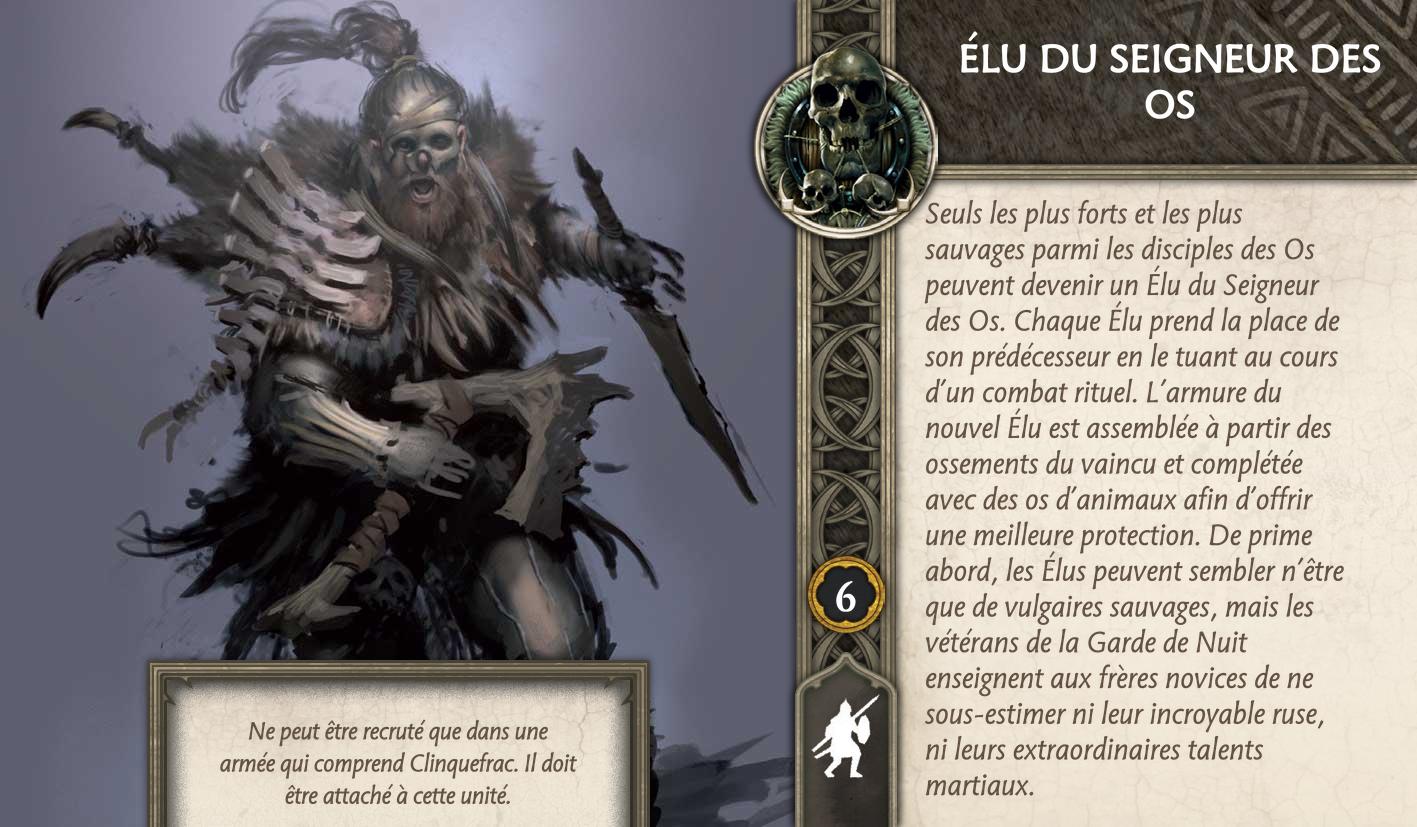 ÉLU DU SEIGNEUR DES
OS
Seuls les plus forts et les plus
sauvages parmi les disciples des Os
peuvent devenir un Élu du Seigneur
des Os. Chaque Élu prend la place de
son prédécesseur en le tuant au cours
d’un combat rituel. L’armure du
nouvel Élu est assemblée à partir des
ossements du vaincu et complétée
avec des os d’animaux afin d’offrir
une meilleure protection. De prime
abord, les Élus peuvent sembler n’être
que de vulgaires sauvages, mais les
vétérans de la Garde de Nuit
enseignent aux frères novices de ne
sous-estimer ni leur incroyable ruse,
ni leurs extraordinaires talents
martiaux.
6
Ne peut être recruté que dans une
armée qui comprend Clinquefrac. Il doit
être attaché à cette unité.